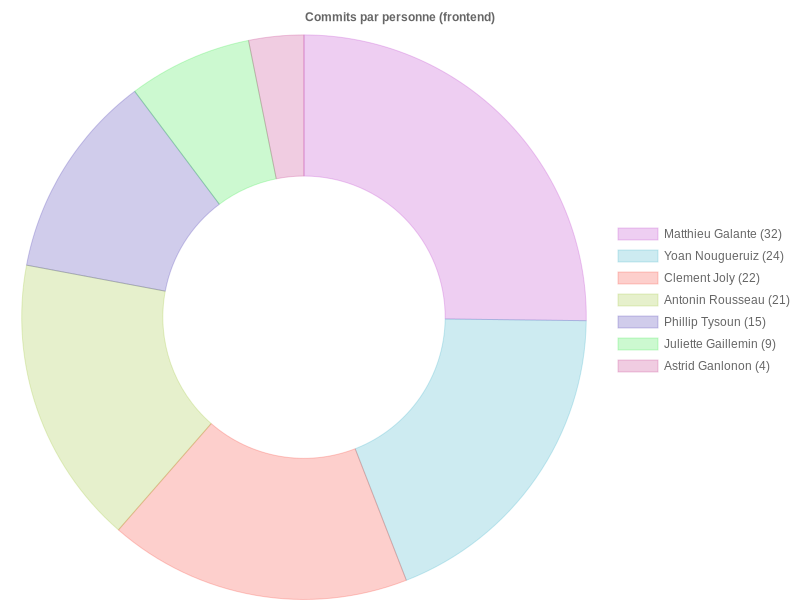 Commits par personne (frontend)
Matthieu Galante (32)
Yoan Nougueruiz (24)
Clement Joly (22)
Antonin Rousseau (21)
Phillip Tysoun (15)
Juliette Gaillemin (9)
Astrid Ganlonon (4)